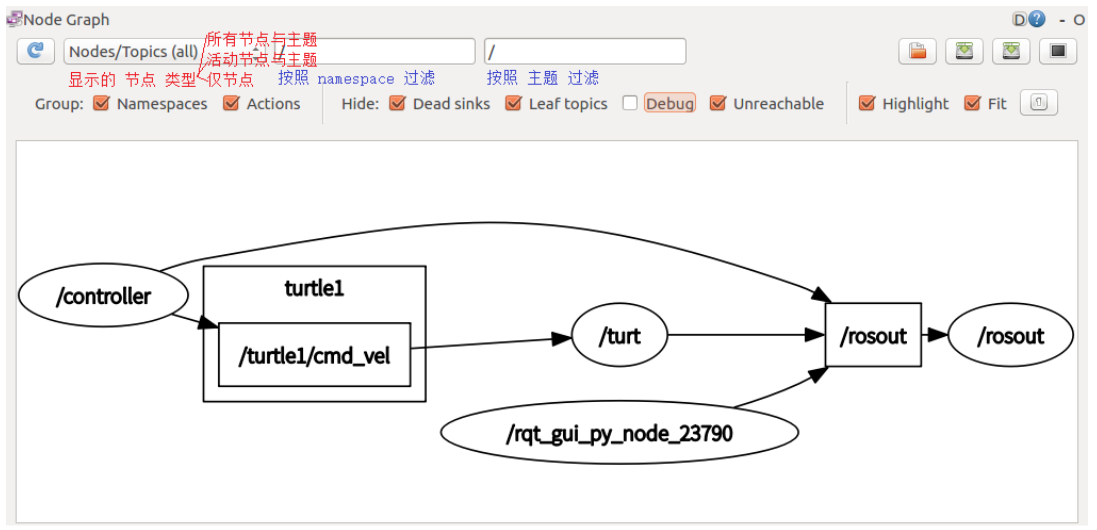 Node Graph D ? - O
所有节点与主题
Nodes/Topics (all) / /
活动节点与主题
显示的 节点 类型 仅节点 按照 namespace 过滤 按照 主题 过滤
Group: Namespaces Actions Hide: Dead sinks Leaf topics Debug Unreachable Highlight Fit
/controller
turtle1
/turtle1/cmd_vel
/turt
/rosout
/rosout
/rqt_gui_py_node_23790